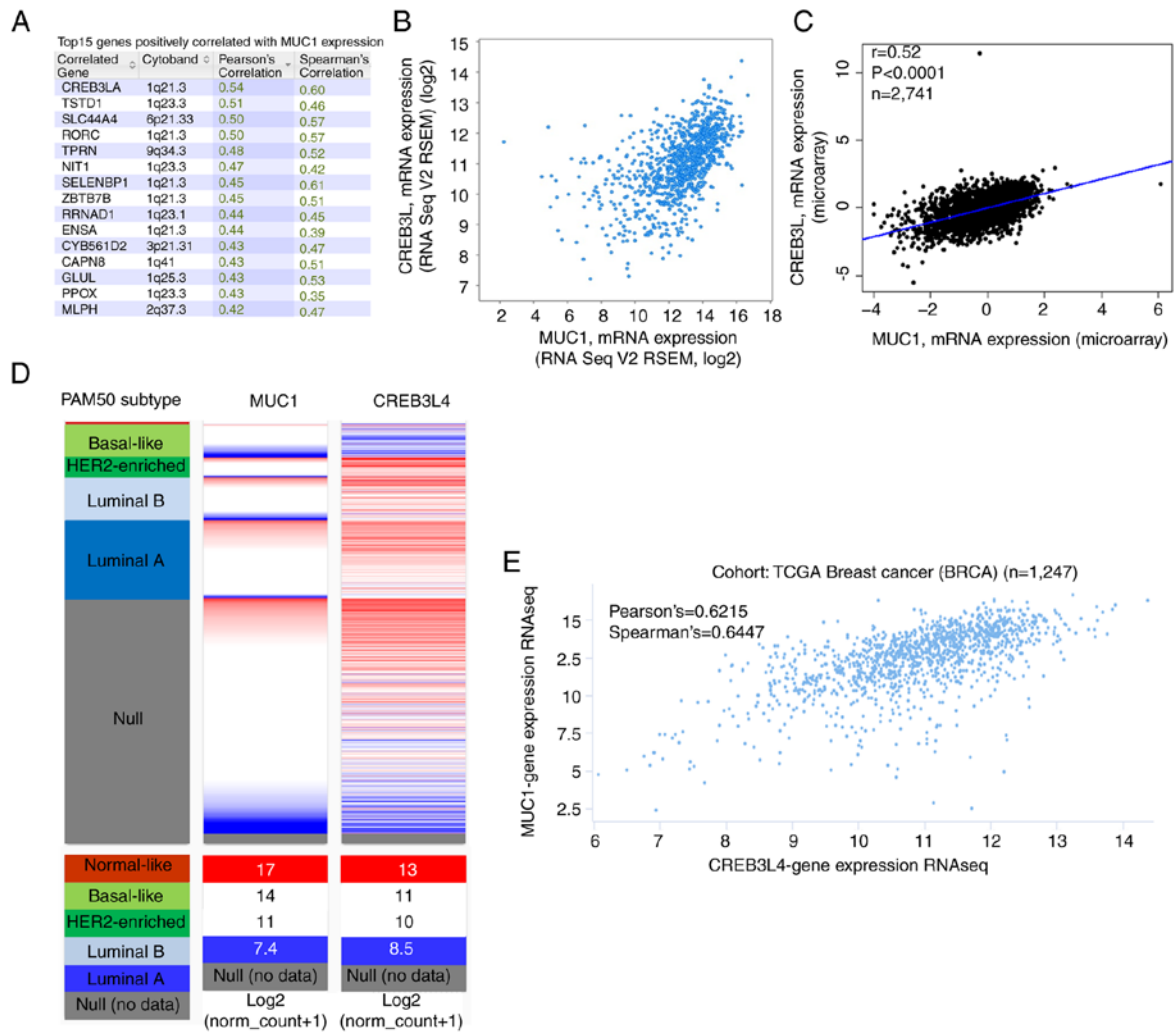 A
Top15 genes positively correlated with MUC1 expression
Correlated Gene Cytoband Pearson's Correlation Spearman's Correlation
CREB3LA 1q21.3 0.54 0.60
TSTD1 1q23.3 0.51 0.46
SLC44A4 6p21.33 0.50 0.57
RORC 1q21.3 0.50 0.57
TPRN 9q34.3 0.48 0.52
NIT1 1q23.3 0.47 0.42
SELENBP1 1q21.3 0.45 0.61
ZBTB7B 1q21.3 0.45 0.51
RRNAD1 1q23.1 0.44 0.45
ENSA 1q21.3 0.44 0.39
CYB561D2 3p21.31 0.43 0.47
CAPN8 1q41 0.43 0.51
GLUL 1q25.3 0.43 0.53
PPOX 1q23.3 0.43 0.35
MLPH 2q37.3 0.42 0.47
B
CREB3L, mRNA expression
(RNA Seq V2 RSEM) (log2)
15
14
13
12
11
10
9
8
7
2 4 6 8 10 12 14 16 18
MUC1, mRNA expression
(RNA Seq V2 RSEM, log2)
C
r=0.52
P<0.0001
n=2,741
CREB3L, mRNA expression
(microarray)
10
5
0
-5
-4 -2 0 2 4 6
MUC1, mRNA expression (microarray)
D
PAM50 subtype MUC1 CREB3L4
Basal-like
HER2-enriched
Luminal B
Luminal A
Null
Normal-like 17 13
Basal-like 14 11
HER2-enriched 11 10
Luminal B 7.4 8.5
Luminal A Null (no data) Null (no data)
Null (no data) Log2 Log2
(norm_count+1) (norm_count+1)
E
Cohort: TCGA Breast cancer (BRCA) (n=1,247)
Pearson's=0.6215
Spearman's=0.6447
MUC1-gene expression RNAseq
15
2.5
10
7.5
5
2.5
6 7 8 9 10 11 12 13 14
CREB3L4-gene expression RNAseq